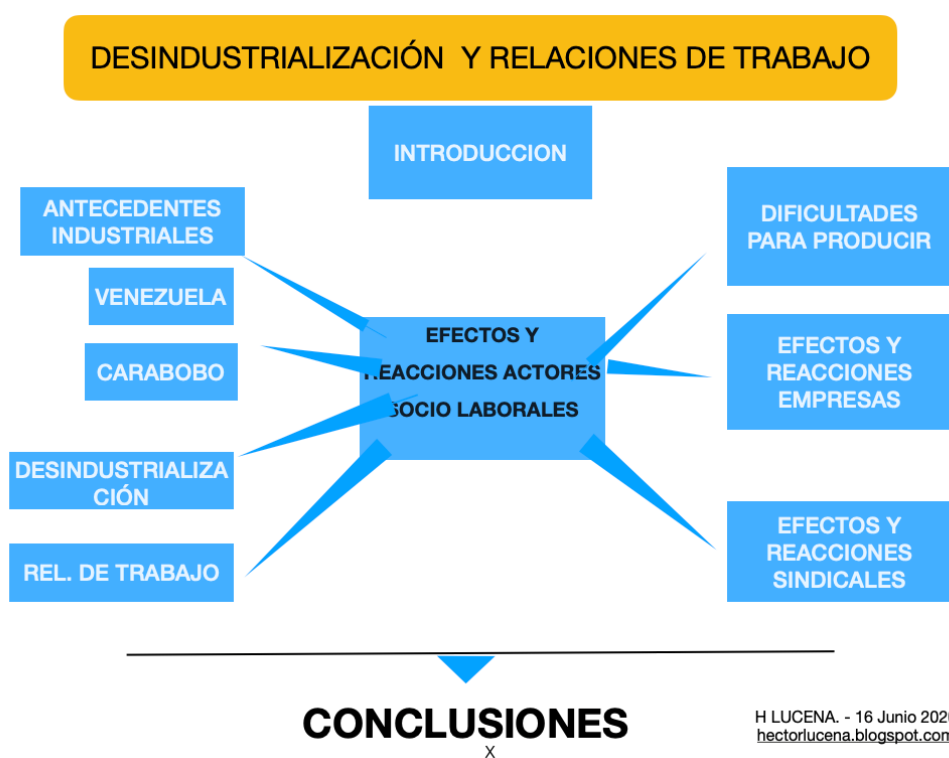 DESINDUSTRIALIZACIÓN Y RELACIONES DE TRABAJO
INTRODUCCION
ANTECEDENTES
INDUSTRIALES
VENEZUELA
CARABOBO
DESINDUSTRIALIZA
CIÓN
REL. DE TRABAJO
EFECTOS Y
REACCIONES ACTORES
SOCIO LABORALES
DIFICULTADES
PARA PRODUCIR
EFECTOS Y
REACCIONES
EMPRESAS
EFECTOS Y
REACCIONES
SINDICALES
CONCLUSIONES
X
H LUCENA. - 16 Junio 2020
hectorlucena.blogspot.com